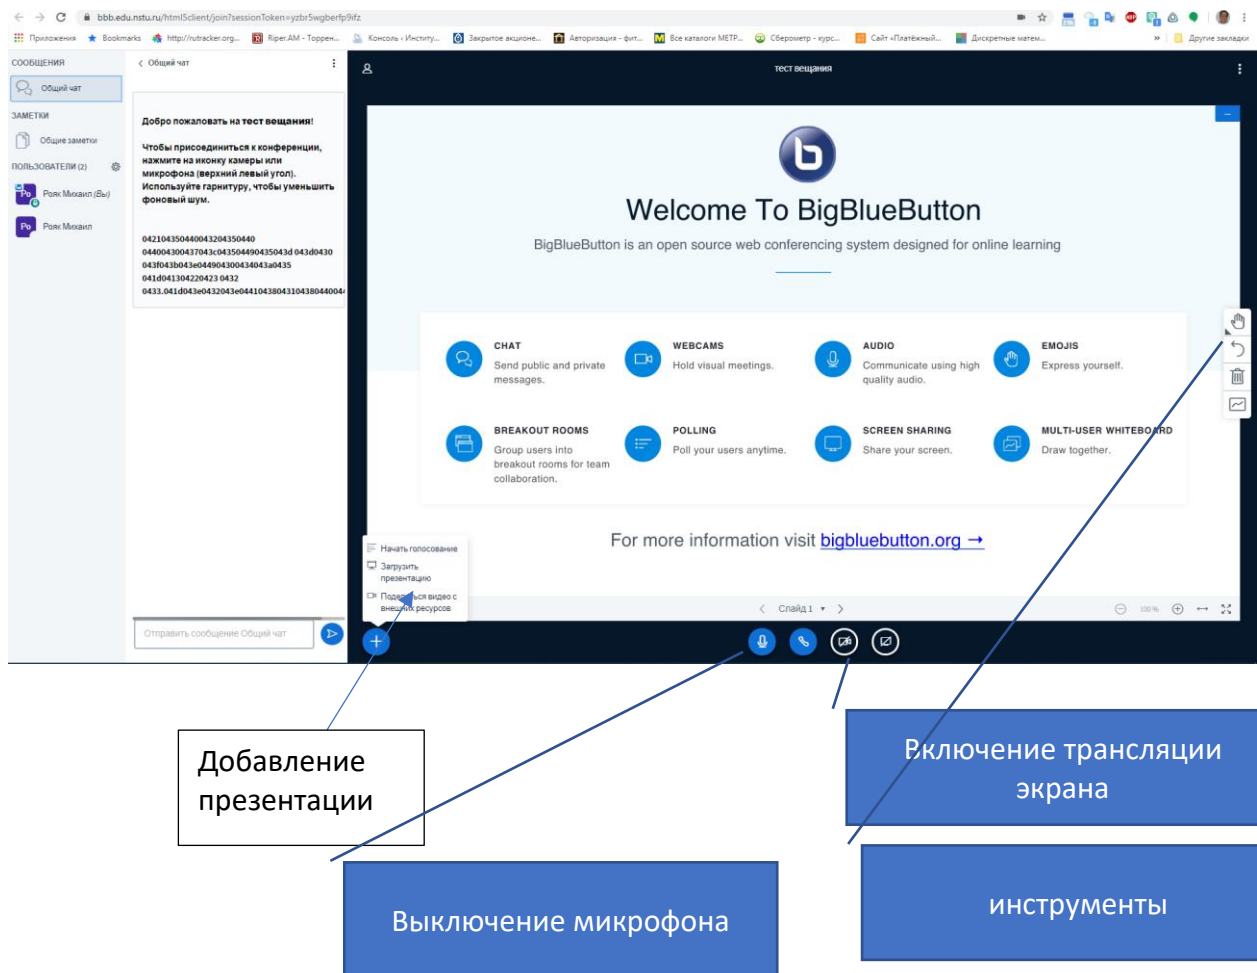 bbb.edu.nstu.ru/html5client/join?sessionToken=yzbr5wgberfp9ifz
Приложения Bookmarks http://rutracker.org... Riper.AM - Торрен... Консоль ‹ Институ... Закрытое акционе... Авторизация - фит... Все каталоги METP... Сберометр - курс... Сайт «Платёжный... Дискретные матем... » Другие закладки
СООБЩЕНИЯ
Общий чат
ЗАМЕТКИ
Общие заметки
ПОЛЬЗОВАТЕЛИ (2)
Po Рояк Михаил (Вы)
Po Рояк Михаил
Общий чат
Добро пожаловать на тест вещания!
Чтобы присоединиться к конференции,
нажмите на иконку камеры или
микрофона (верхний левый угол).
Используйте гарнитуру, чтобы уменьшить
фоновый шум.
042104350440043204350440
044004300437043c043504490435043d 043d0430
043f043b043e044904300434043a0435
041d041304220423 0432
0433.041d043e0432043e04410438043104380440044
Отправить сообщение Общий чат
тест вещания
Welcome To BigBlueButton
BigBlueButton is an open source web conferencing system designed for online learning
CHAT
Send public and private
messages.
WEBCAMS
Hold visual meetings.
AUDIO
Communicate using high
quality audio.
EMOJIS
Express yourself.
BREAKOUT ROOMS
Group users into
breakout rooms for team
collaboration.
POLLING
Poll your users anytime.
SCREEN SHARING
Share your screen.
MULTI-USER WHITEBOARD
Draw together.
For more information visit bigbluebutton.org →
Начать голосование
Загрузить
презентацию
Поделиться видео с
внешних ресурсов
Слайд 1
100%
Добавление
презентации
Включение трансляции
экрана
Выключение микрофона
инструменты